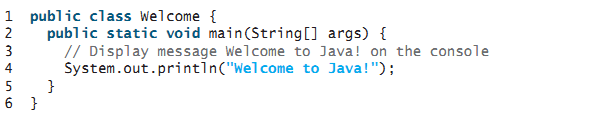 1 public class Welcome {
2   public static void main(String[] args) {
3     // Display message Welcome to Java! on the console
4     System.out.println("Welcome to Java!");
5   }
6 }